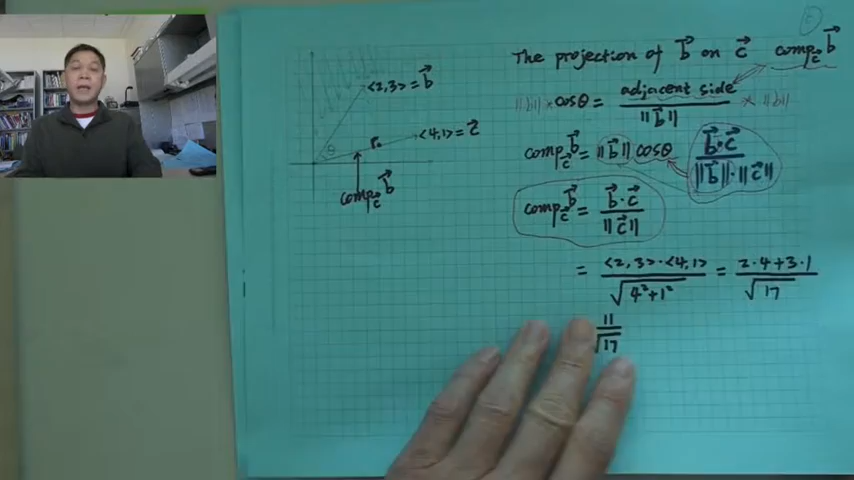 The projection of b⃗ on c⃗ comp_c⃗ b⃗
||b|| × cosθ = adjacent side / ||b⃗|| × ||b||
comp_c⃗ b⃗ = ||b⃗|| cosθ
b⃗·c⃗ / ||b⃗||·||c⃗||
comp_c⃗ b⃗ = b⃗·c⃗ / ||c⃗||
= <2,3>·<4,1> / √4²+1² = 2·4+3·1 / √17
11 / √17
<2,3> = b⃗
θ
<4,1> = c⃗
comp_c⃗ b⃗